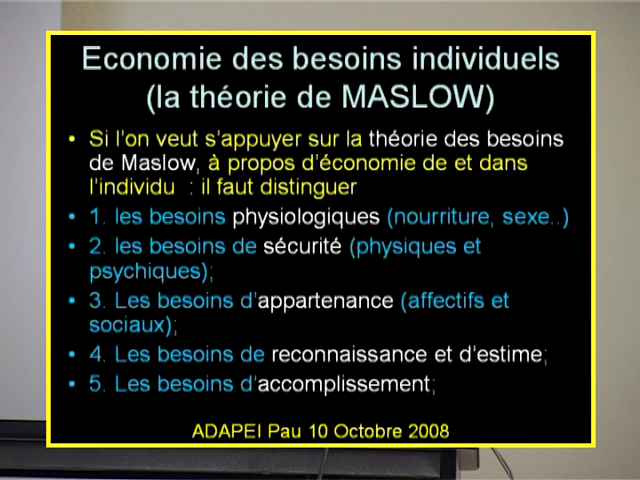 Economie des besoins individuels
(la théorie de MASLOW)
• Si l'on veut s'appuyer sur la théorie des besoins
de Maslow, à propos d'économie de et dans
l'individu : il faut distinguer
• 1. les besoins physiologiques (nourriture, sexe..)
• 2. les besoins de sécurité (physiques et
psychiques);
• 3. Les besoins d'appartenance (affectifs et
sociaux);
• 4. Les besoins de reconnaissance et d'estime;
• 5. Les besoins d'accomplissement;
ADAPEI Pau 10 Octobre 2008